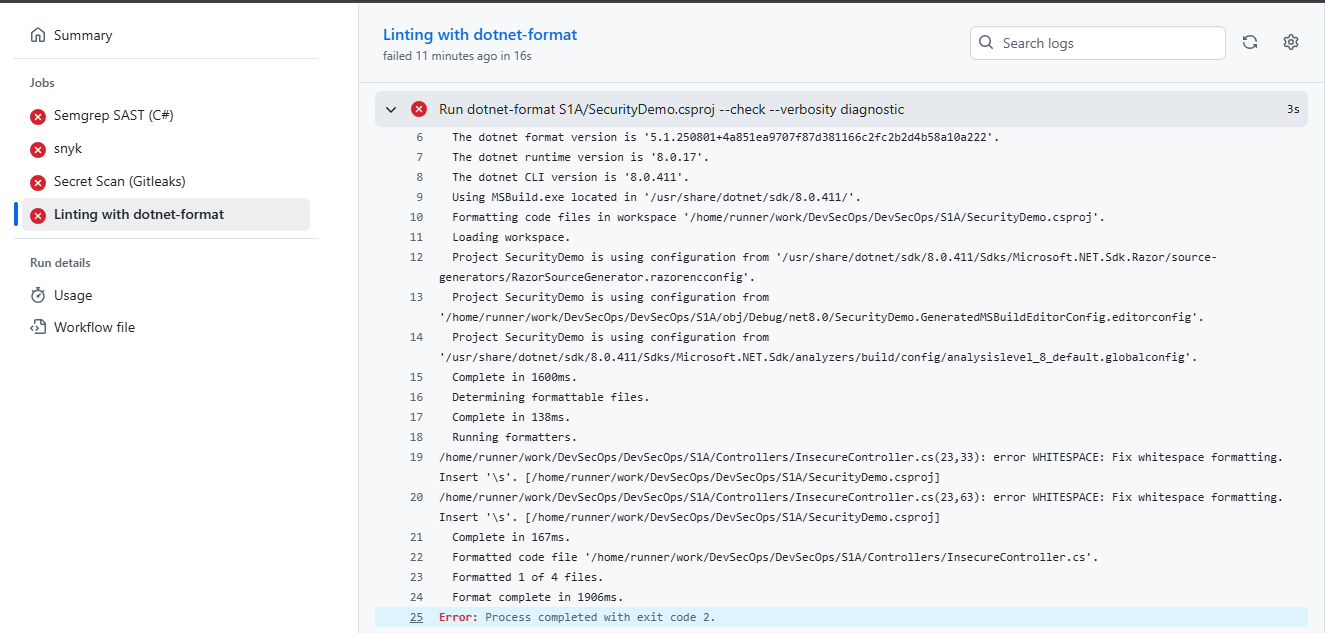 Summary
Jobs
Semgrep SAST (C#)
snyk
Secret Scan (Gitleaks)
Linting with dotnet-format
Run details
Usage
Workflow file
Linting with dotnet-format
failed 11 minutes ago in 16s
Search logs
Run dotnet-format S1A/SecurityDemo.csproj --check --verbosity diagnostic 3s
6 The dotnet format version is '5.1.250801+4a851ea9707f87d381166c2fc2b2d4b58a10a222'.
7 The dotnet runtime version is '8.0.17'.
8 The dotnet CLI version is '8.0.411'.
9 Using MSBuild.exe located in '/usr/share/dotnet/sdk/8.0.411/'.
10 Formatting code files in workspace '/home/runner/work/DevSecOps/DevSecOps/S1A/SecurityDemo.csproj'.
11 Loading workspace.
12 Project SecurityDemo is using configuration from '/usr/share/dotnet/sdk/8.0.411/Sdks/Microsoft.NET.Sdk.Razor/source-
generators/RazorSourceGenerator.razorencconfig'.
13 Project SecurityDemo is using configuration from
'/home/runner/work/DevSecOps/DevSecOps/S1A/obj/Debug/net8.0/SecurityDemo.GeneratedMSBuildEditorConfig.editorconfig'.
14 Project SecurityDemo is using configuration from
'/usr/share/dotnet/sdk/8.0.411/Sdks/Microsoft.NET.Sdk/analyzers/build/config/analysislevel_8_default.globalconfig'.
15 Complete in 1600ms.
16 Determining formattable files.
17 Complete in 138ms.
18 Running formatters.
19 /home/runner/work/DevSecOps/DevSecOps/S1A/Controllers/InsecureController.cs(23,33): error WHITESPACE: Fix whitespace formatting.
Insert '\s'. [/home/runner/work/DevSecOps/DevSecOps/S1A/SecurityDemo.csproj]
20 /home/runner/work/DevSecOps/DevSecOps/S1A/Controllers/InsecureController.cs(23,63): error WHITESPACE: Fix whitespace formatting.
Insert '\s'. [/home/runner/work/DevSecOps/DevSecOps/S1A/SecurityDemo.csproj]
21 Complete in 167ms.
22 Formatted code file '/home/runner/work/DevSecOps/DevSecOps/S1A/Controllers/InsecureController.cs'.
23 Formatted 1 of 4 files.
24 Format complete in 1906ms.
25 Error: Process completed with exit code 2.